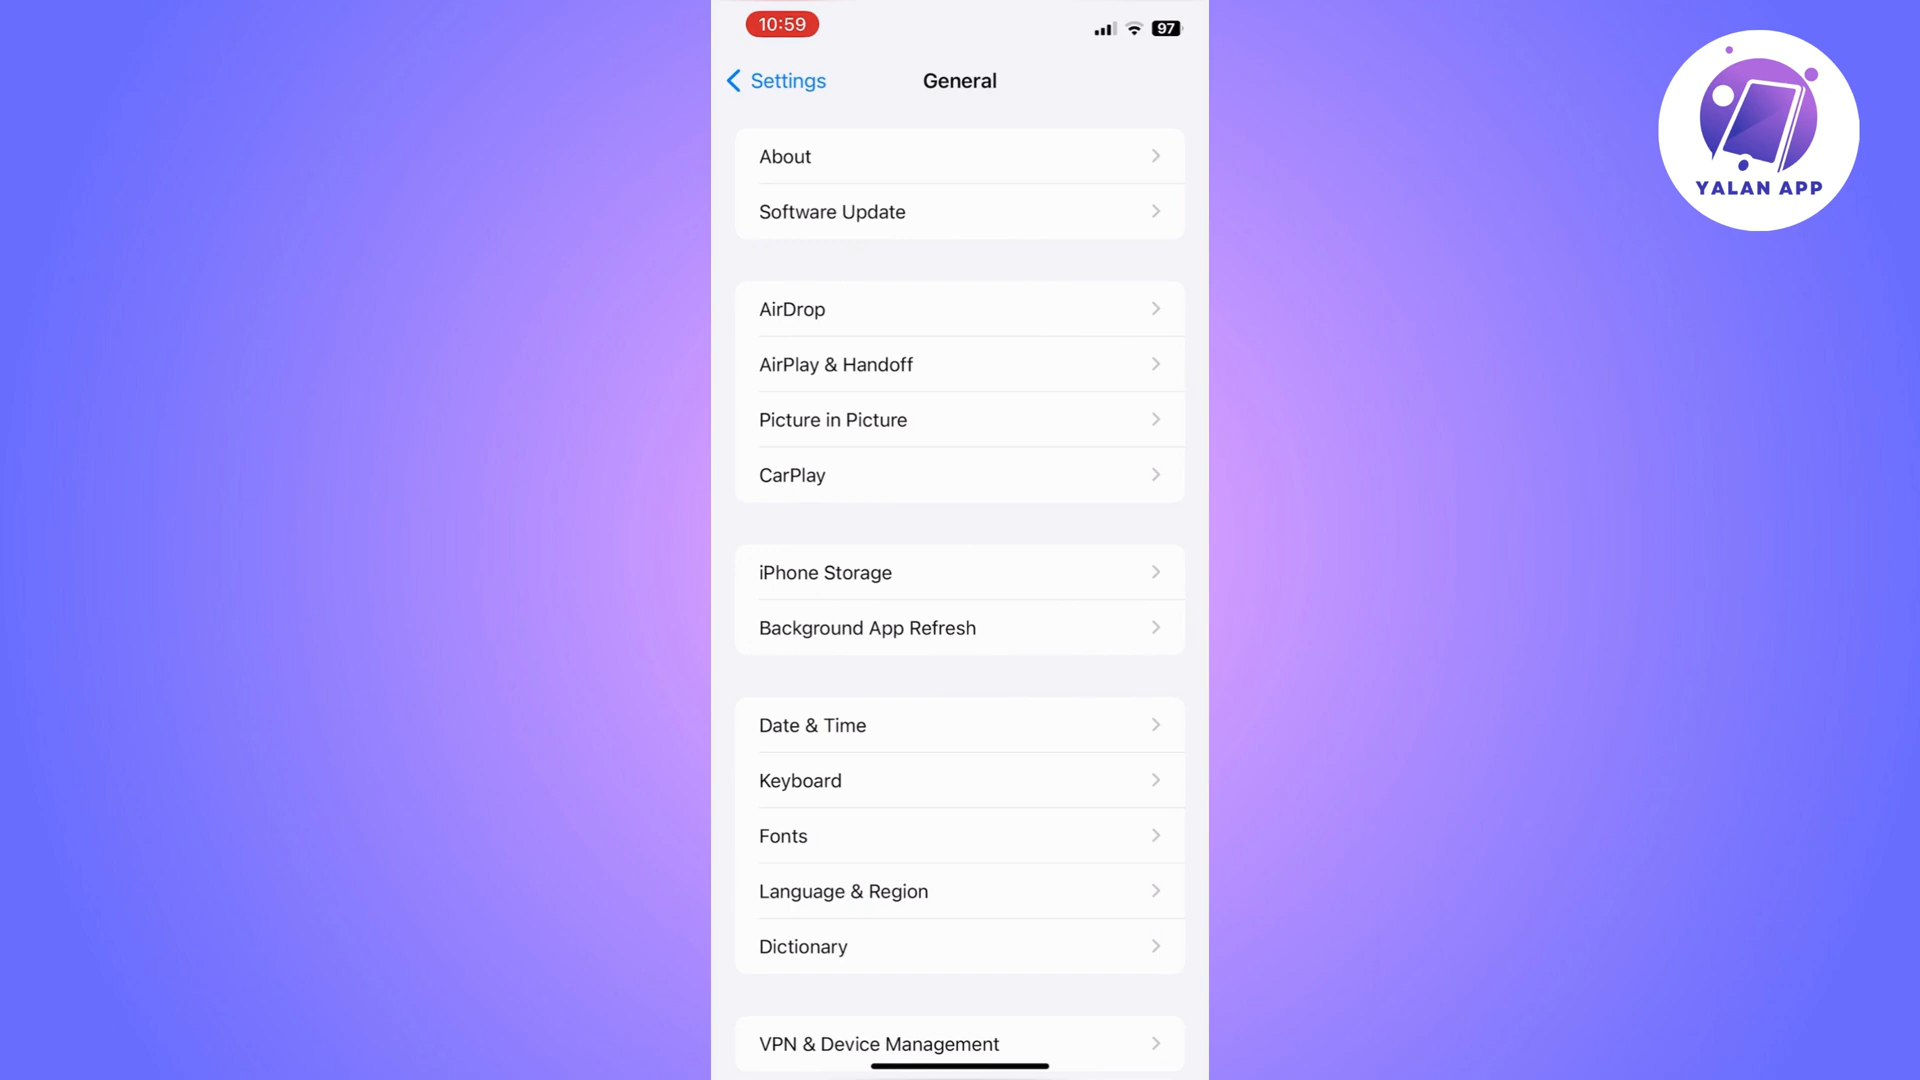 10:59
97
Settings
General
About
Software Update
AirDrop
AirPlay & Handoff
Picture in Picture
CarPlay
iPhone Storage
Background App Refresh
Date & Time
Keyboard
Fonts
Language & Region
Dictionary
VPN & Device Management
YALAN APP